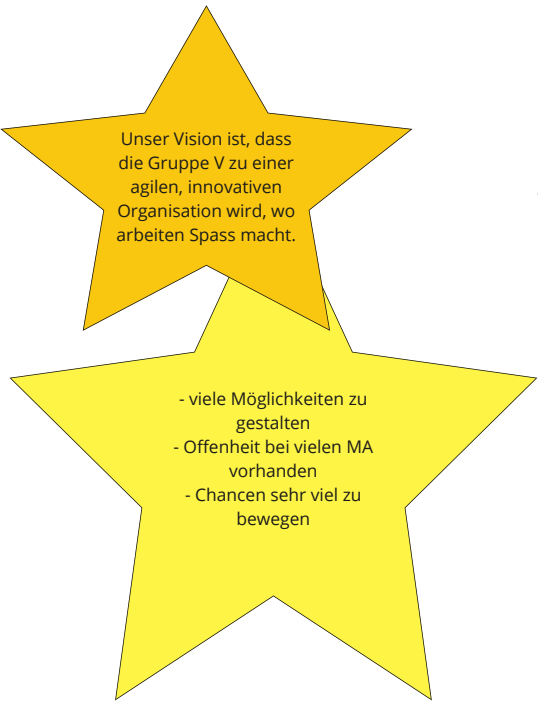 Unser Vision ist, dass
die Gruppe V zu einer
agilen, innovativen
Organisation wird, wo
arbeiten Spass macht.
- viele Möglichkeiten zu
gestalten
- Offenheit bei vielen MA
vorhanden
- Chancen sehr viel zu
bewegen